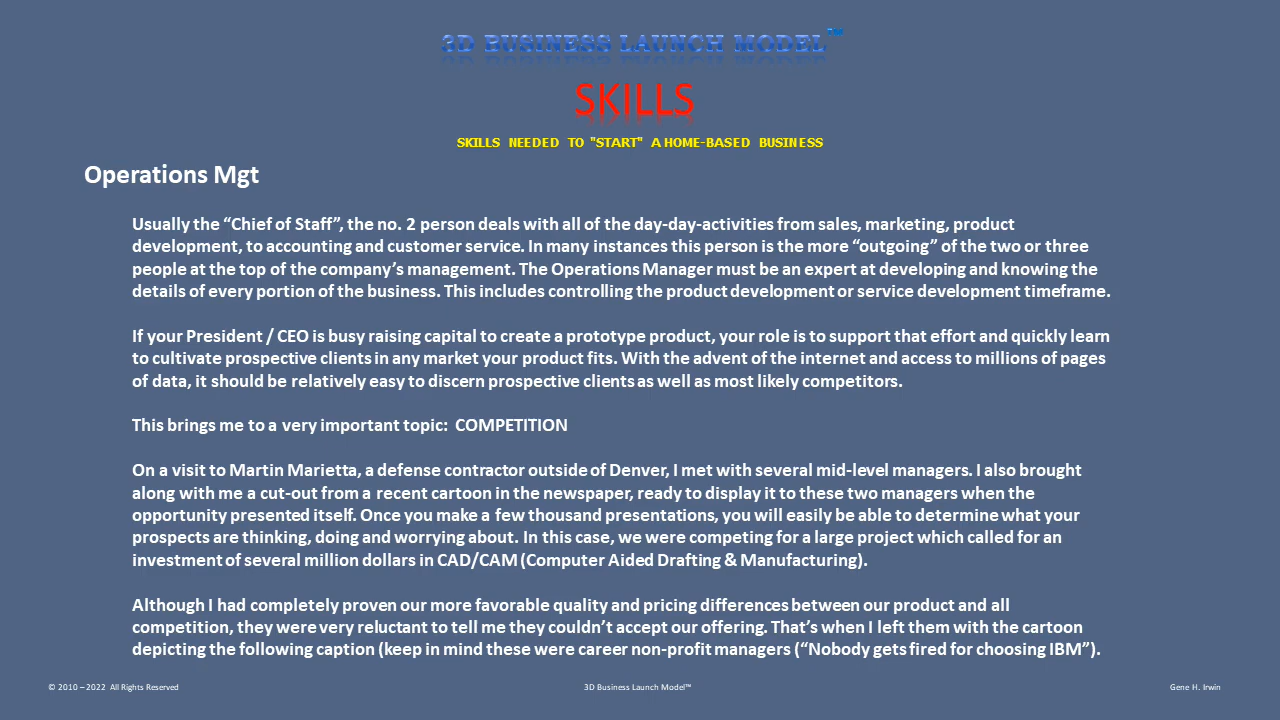 3D BUSINESS LAUNCH MODEL™
SKILLS
SKILLS NEEDED TO "START" A HOME-BASED BUSINESS
Operations Mgt
Usually the “Chief of Staff”, the no. 2 person deals with all of the day-day-activities from sales, marketing, product
development, to accounting and customer service. In many instances this person is the more “outgoing” of the two or three
people at the top of the company’s management. The Operations Manager must be an expert at developing and knowing the
details of every portion of the business. This includes controlling the product development or service development timeframe.
If your President / CEO is busy raising capital to create a prototype product, your role is to support that effort and quickly learn
to cultivate prospective clients in any market your product fits. With the advent of the internet and access to millions of pages
of data, it should be relatively easy to discern prospective clients as well as most likely competitors.
This brings me to a very important topic: COMPETITION
On a visit to Martin Marietta, a defense contractor outside of Denver, I met with several mid-level managers. I also brought
along with me a cut-out from a recent cartoon in the newspaper, ready to display it to these two managers when the
opportunity presented itself. Once you make a few thousand presentations, you will easily be able to determine what your
prospects are thinking, doing and worrying about. In this case, we were competing for a large project which called for an
investment of several million dollars in CAD/CAM (Computer Aided Drafting & Manufacturing).
Although I had completely proven our more favorable quality and pricing differences between our product and all
competition, they were very reluctant to tell me they couldn’t accept our offering. That’s when I left them with the cartoon
depicting the following caption (keep in mind these were career non-profit managers (“Nobody gets fired for choosing IBM”).
© 2010 – 2022 All Rights Reserved
3D Business Launch Model™
Gene H. Irwin